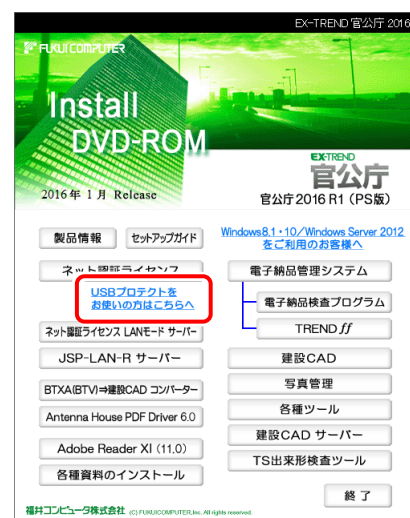 EX-TREND 官公庁 2016
FUKUI COMPUTER
Install
DVD-ROM
2016年 1月 Release
EX-TREND
官公庁
官公庁2016 R1(PS版)
製品情報
セットアップガイド
Windows8.1・10/Windows Server 2012
をご利用のお客様へ
ネット認証ライセンス
USBプロテクトを
お使いの方はこちらへ
ネット認証ライセンス LANモード サーバー
JSP-LAN-R サーバー
BTXA(BTV)⇒建設CAD コンバーター
Antenna House PDF Driver 6.0
Adobe Reader XI (11.0)
各種資料のインストール
電子納品管理システム
電子納品検査プログラム
TREND ff
建設CAD
写真管理
各種ツール
建設CAD サーバー
TS出来形検査ツール
終了
福井コンピュータ株式会社 (C) FUKUICOMPUTER,Inc. All rights reserved.